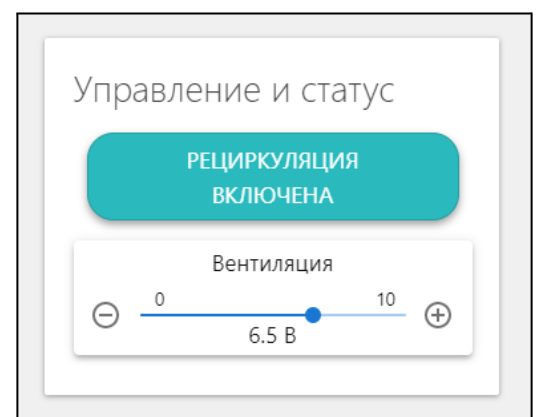 Управление и статус
РЕЦИРКУЛЯЦИЯ
ВКЛЮЧЕНА
Вентиляция
0 10
6.5 В